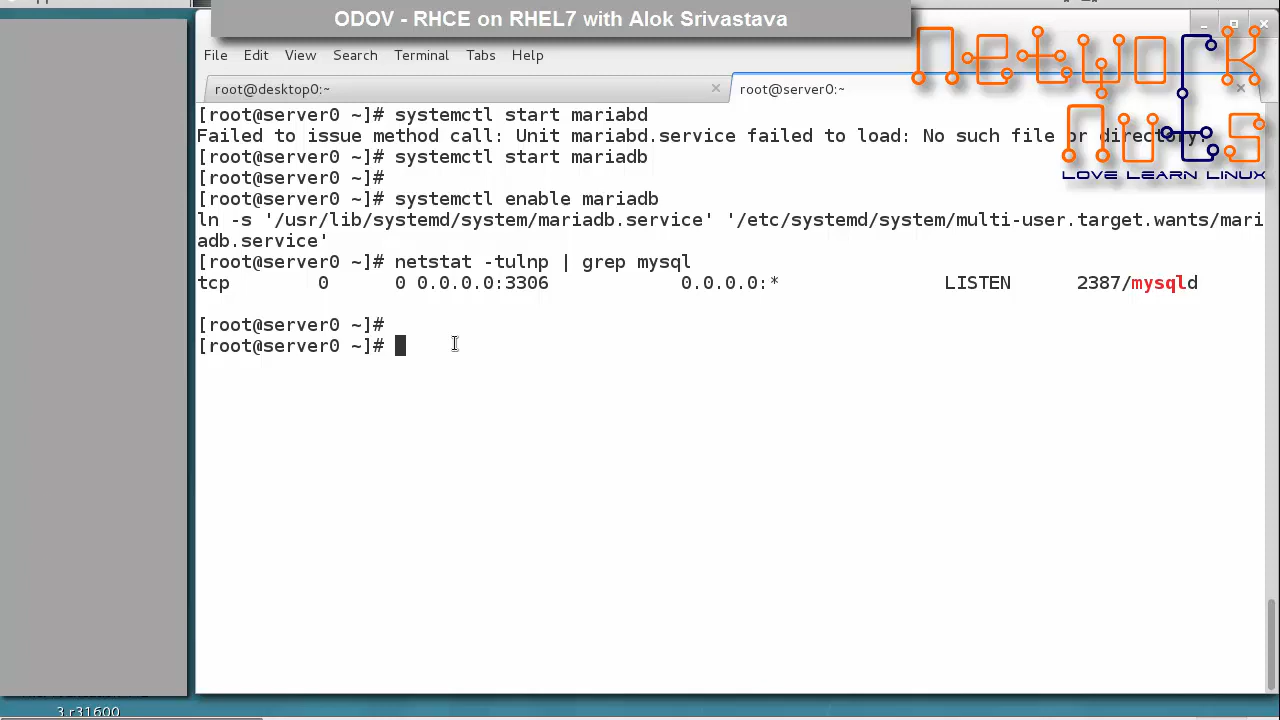 ODOV - RHCE on RHEL7 with Alok Srivastava
File Edit View Search Terminal Tabs Help
NETWORK
NUTS
LOVE LEARN LINUX
root@desktop0:~ × root@server0:~ ×
[root@server0 ~]# systemctl start mariabd
Failed to issue method call: Unit mariabd.service failed to load: No such file or directory.
[root@server0 ~]# systemctl start mariadb
[root@server0 ~]#
[root@server0 ~]# systemctl enable mariadb
ln -s '/usr/lib/systemd/system/mariadb.service' '/etc/systemd/system/multi-user.target.wants/mari
adb.service'
[root@server0 ~]# netstat -tulnp | grep mysql
tcp 0 0 0.0.0.0:3306 0.0.0.0:* LISTEN 2387/mysqld
[root@server0 ~]#
[root@server0 ~]#
3.r31600